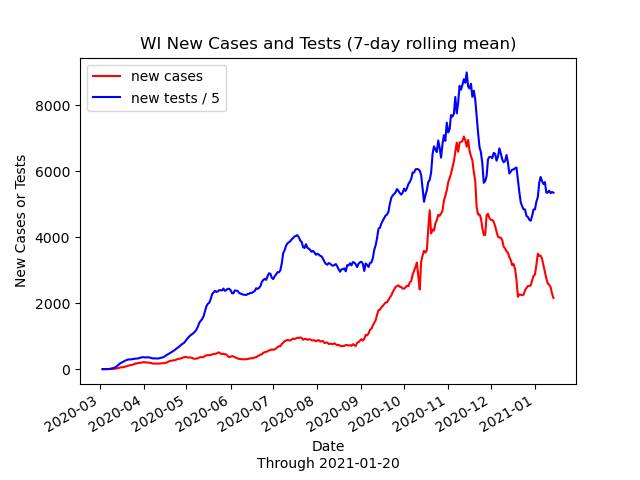 WI New Cases and Tests (7-day rolling mean)
new cases
new tests / 5
New Cases or Tests
8000
6000
4000
2000
0
2020-03
2020-04
2020-05
2020-06
2020-07
2020-08
2020-09
2020-10
2020-11
2020-12
2021-01
Date
Through 2021-01-20